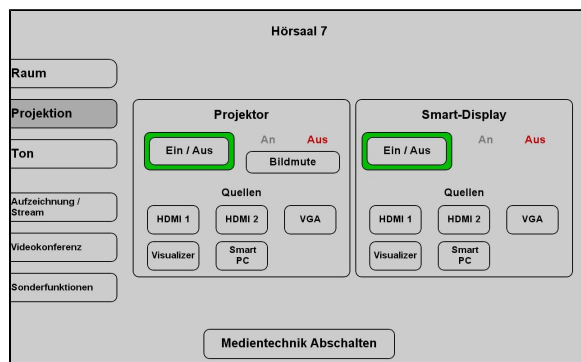 Hörsaal 7
Raum
Projektion
Ton
Aufzeichnung /
Stream
Videokonferenz
Sonderfunktionen
Projektor
Ein / Aus
An Aus
Bildmute
Quellen
HDMI 1 HDMI 2 VGA
Visualizer Smart
PC
Smart-Display
Ein / Aus
An Aus
Quellen
HDMI 1 HDMI 2 VGA
Visualizer Smart
PC
Medientechnik Abschalten